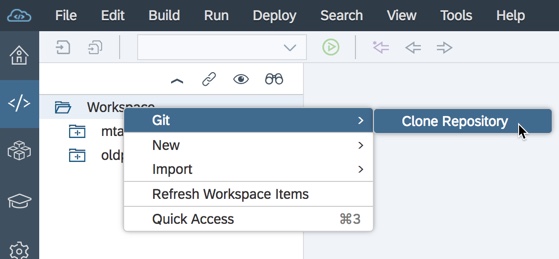 File Edit Build Run Deploy Search View Tools Help
Workspace
Git > Clone Repository
mta
New >
oldp
Import >
Refresh Workspace Items
Quick Access ⌘3